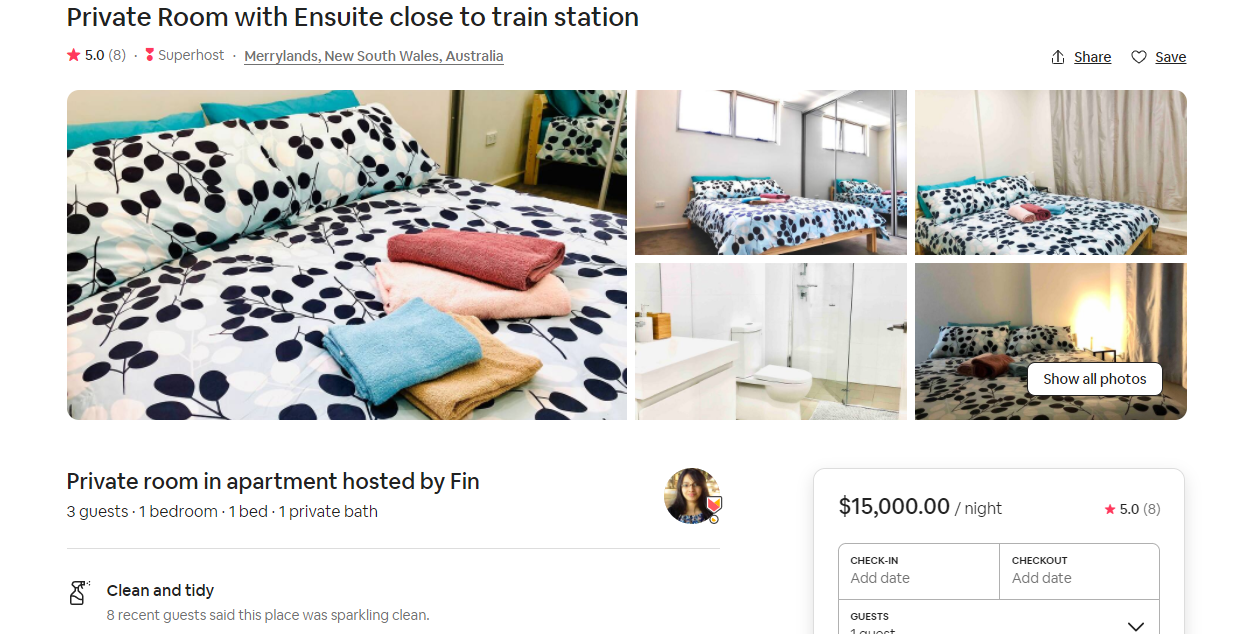 Private Room with Ensuite close to train station
5.0 (8) · Superhost · Merrylands, New South Wales, Australia
Share Save
Show all photos
Private room in apartment hosted by Fin
3 guests · 1 bedroom · 1 bed · 1 private bath
$15,000.00 / night 5.0 (8)
CHECK-IN CHECKOUT
Add date Add date
GUESTS
1 guest
Clean and tidy
8 recent guests said this place was sparkling clean.